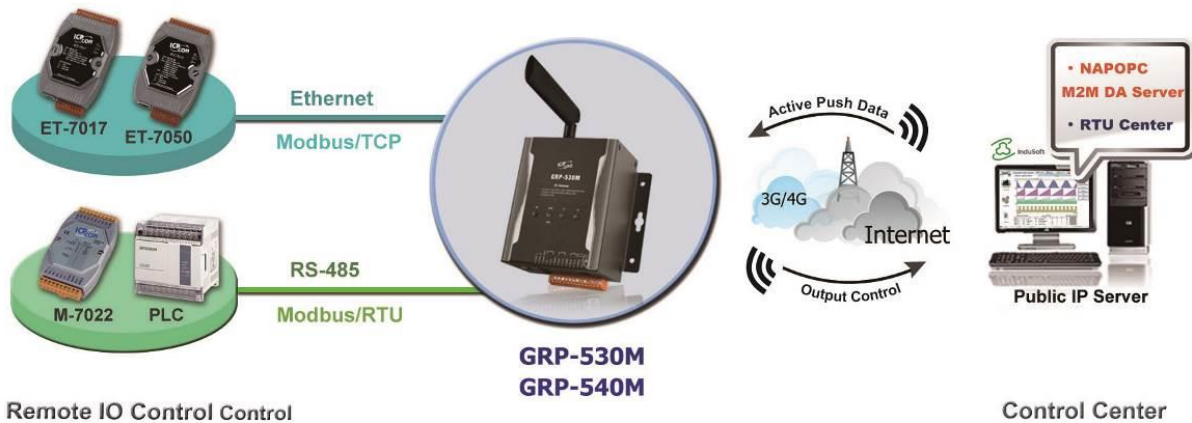 ET-7017
ET-7050
Ethernet
Modbus/TCP
M-7022
PLC
RS-485
Modbus/RTU
ICP CON
GRP-530M
GRP-530M
GRP-540M
Active Push Data
3G/4G
Internet
Output Control
• NAPOPC
M2M DA Server
• RTU Center
InduSoft
Public IP Server
Remote IO Control Control
Control Center